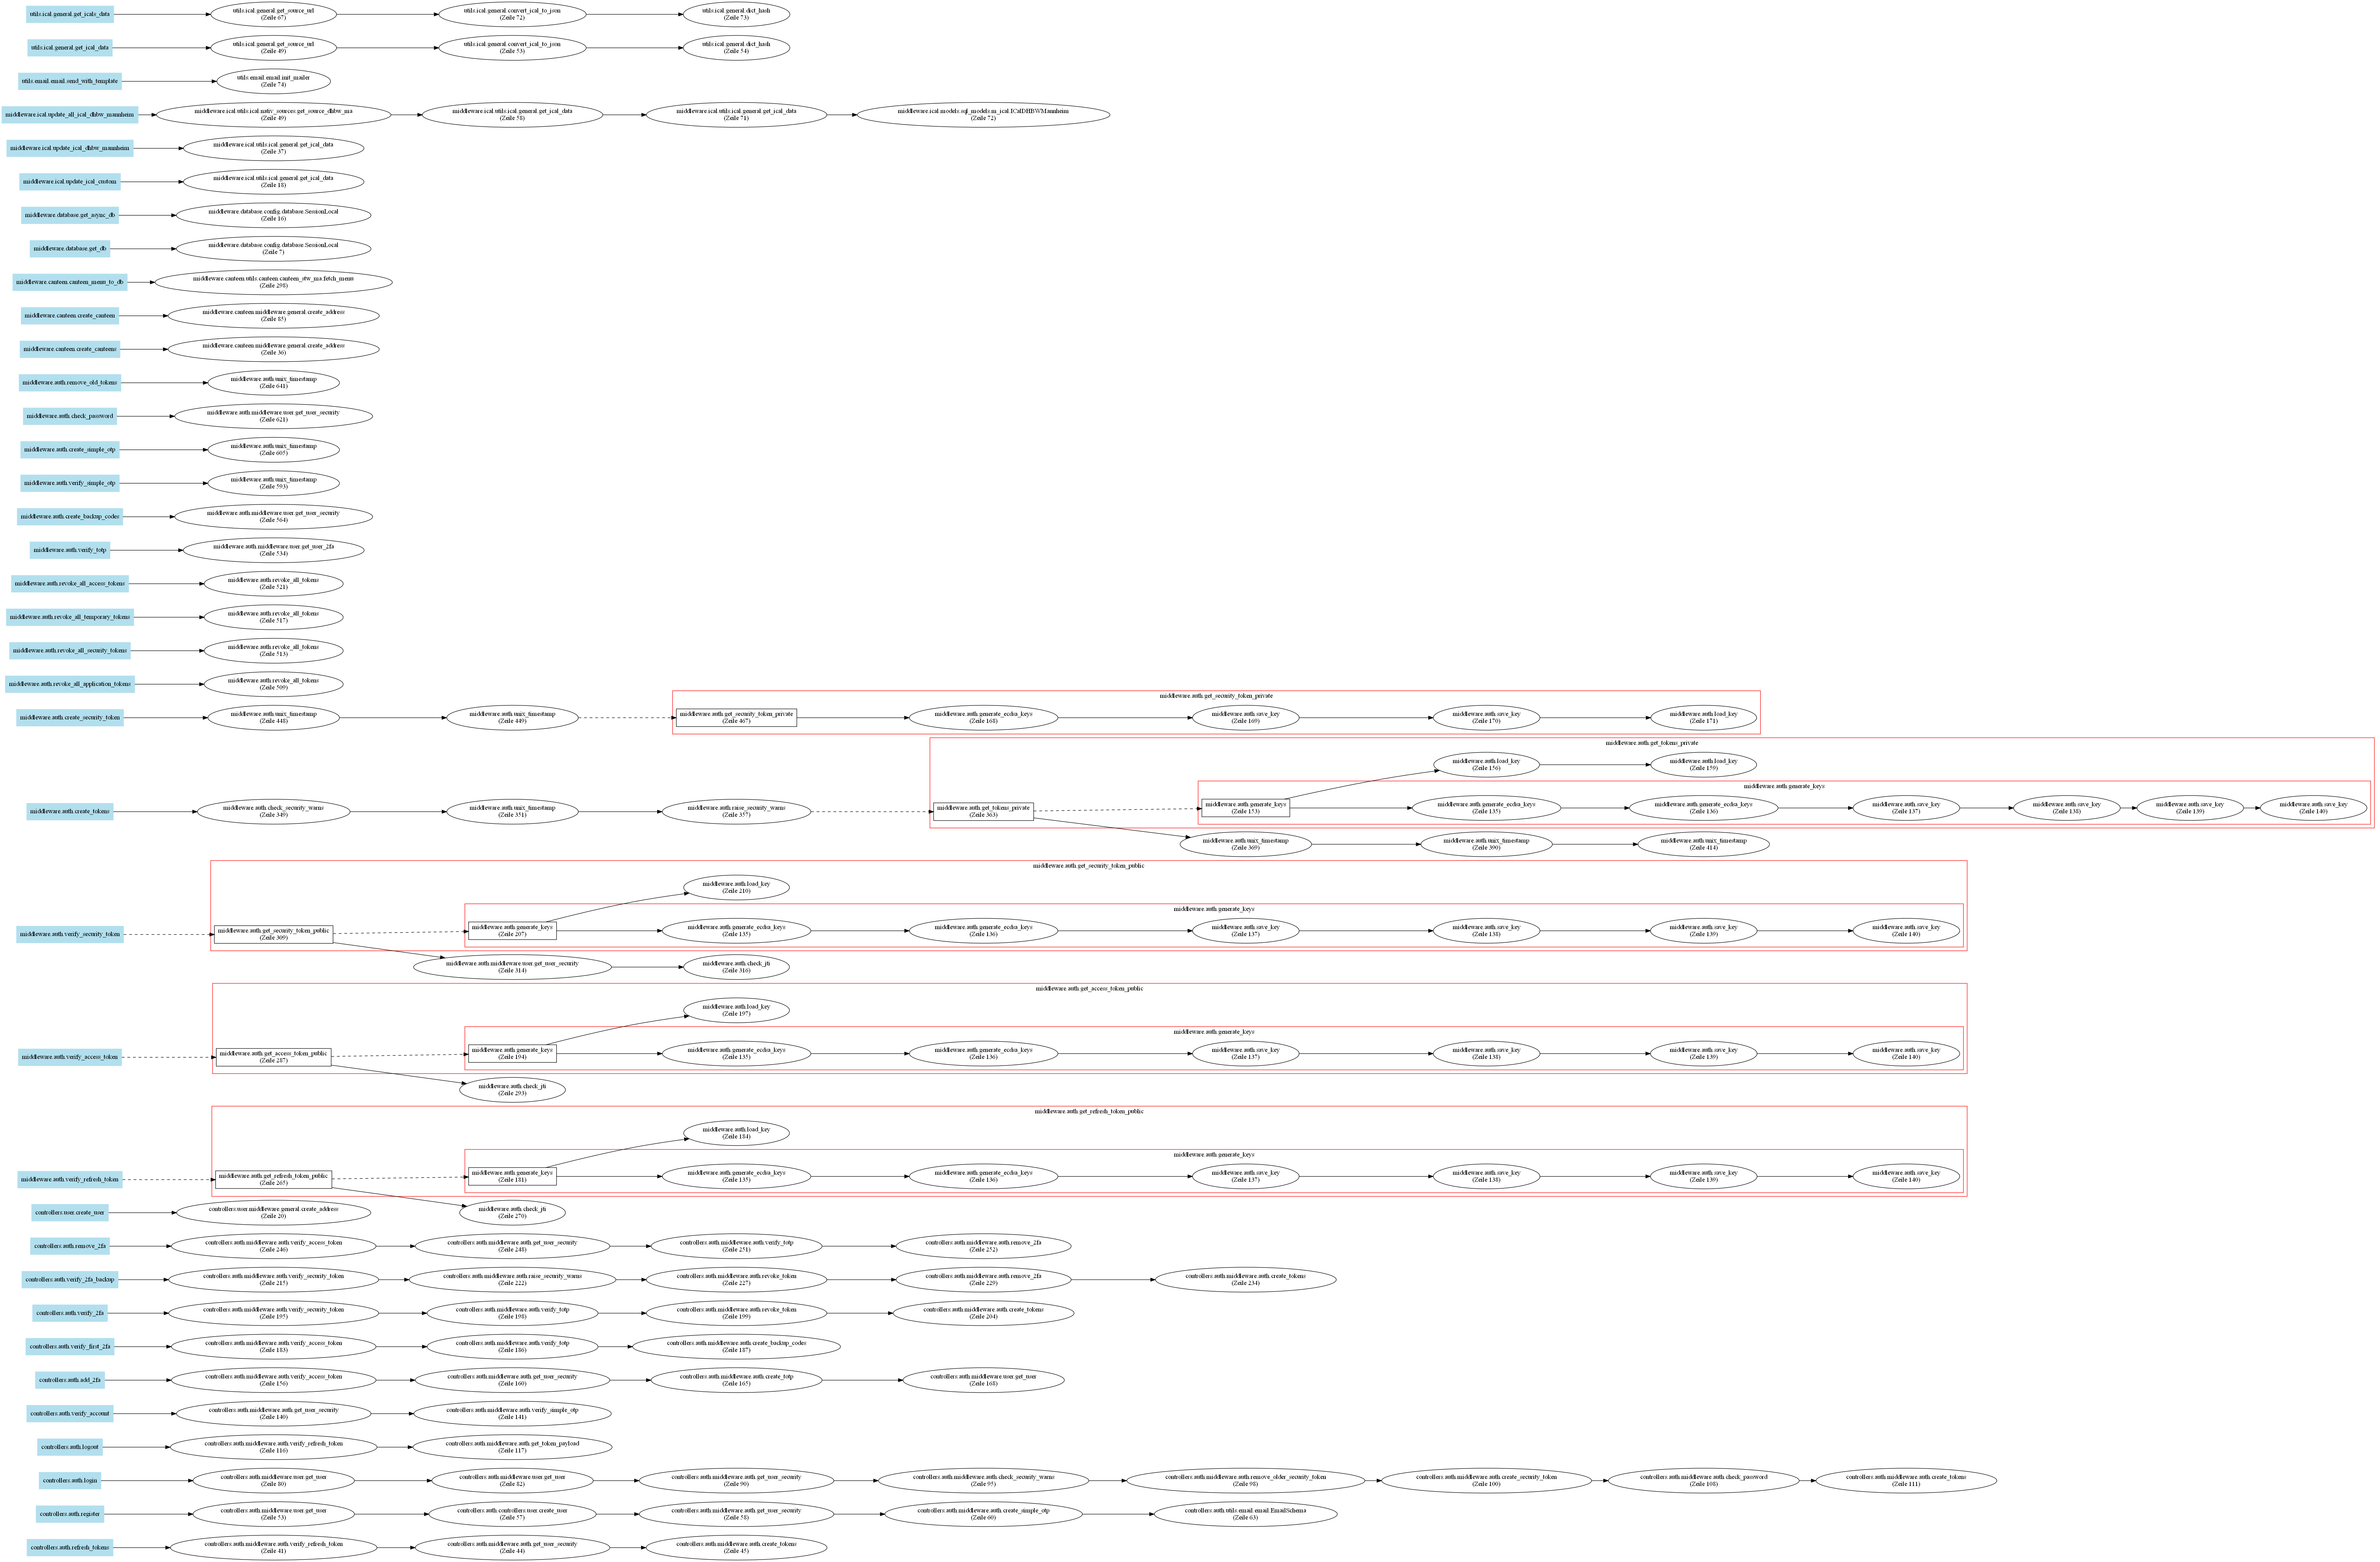 utils.ical.general.get_icals_data
utils.ical.general.get_source_url
(Zeile 67)
utils.ical.general.convert_ical_to_json
(Zeile 72)
utils.ical.general.dict_hash
(Zeile 73)
utils.ical.general.get_ical_data
utils.ical.general.get_source_url
(Zeile 49)
utils.ical.general.convert_ical_to_json
(Zeile 53)
utils.ical.general.dict_hash
(Zeile 54)
utils.email.email.send_with_template
utils.email.email.init_mailer
(Zeile 74)
middleware.ical.update_all_ical_dhbw_mannheim
middleware.ical.utils.ical.nativ_sources.get_source_dhbw_ma
(Zeile 49)
middleware.ical.utils.ical.general.get_ical_data
(Zeile 58)
middleware.ical.utils.ical.general.get_ical_data
(Zeile 71)
middleware.ical.models.sql_models.m_ical.ICalDHBWMannheim
(Zeile 72)
middleware.ical.update_ical_dhbw_mannheim
middleware.ical.utils.ical.general.get_ical_data
(Zeile 37)
middleware.ical.update_ical_custom
middleware.ical.utils.ical.general.get_ical_data
(Zeile 18)
middleware.database.get_async_db
middleware.database.config.database.SessionLocal
(Zeile 16)
middleware.database.get_db
middleware.database.config.database.SessionLocal
(Zeile 7)
middleware.canteen.canteen_menu_to_db
middleware.canteen.utils.canteen.canteen_stw_ma.fetch_menu
(Zeile 298)
middleware.canteen.create_canteen
middleware.canteen.middleware.general.create_address
(Zeile 85)
middleware.canteen.create_canteens
middleware.canteen.middleware.general.create_address
(Zeile 36)
middleware.auth.remove_old_tokens
middleware.auth.unix_timestamp
(Zeile 641)
middleware.auth.check_password
middleware.auth.middleware.user.get_user_security
(Zeile 621)
middleware.auth.create_simple_otp
middleware.auth.unix_timestamp
(Zeile 605)
middleware.auth.verify_simple_otp
middleware.auth.unix_timestamp
(Zeile 593)
middleware.auth.create_backup_codes
middleware.auth.middleware.user.get_user_security
(Zeile 564)
middleware.auth.verify_totp
middleware.auth.middleware.user.get_user_2fa
(Zeile 534)
middleware.auth.revoke_all_access_tokens
middleware.auth.revoke_all_tokens
(Zeile 521)
middleware.auth.revoke_all_temporary_tokens
middleware.auth.revoke_all_tokens
(Zeile 517)
middleware.auth.revoke_all_security_tokens
middleware.auth.revoke_all_tokens
(Zeile 513)
middleware.auth.revoke_all_application_tokens
middleware.auth.revoke_all_tokens
(Zeile 509)
middleware.auth.get_security_token_private
middleware.auth.create_security_token
middleware.auth.unix_timestamp
(Zeile 448)
middleware.auth.unix_timestamp
(Zeile 449)
middleware.auth.get_security_token_private
(Zeile 467)
middleware.auth.generate_ecdsa_keys
(Zeile 168)
middleware.auth.save_key
(Zeile 169)
middleware.auth.save_key
(Zeile 170)
middleware.auth.load_key
(Zeile 171)
middleware.auth.get_tokens_private
middleware.auth.load_key
(Zeile 156)
middleware.auth.load_key
(Zeile 159)
middleware.auth.generate_keys
middleware.auth.create_tokens
middleware.auth.check_security_warns
(Zeile 349)
middleware.auth.unix_timestamp
(Zeile 351)
middleware.auth.raise_security_warns
(Zeile 357)
middleware.auth.get_tokens_private
(Zeile 363)
middleware.auth.generate_keys
(Zeile 153)
middleware.auth.generate_ecdsa_keys
(Zeile 135)
middleware.auth.generate_ecdsa_keys
(Zeile 136)
middleware.auth.save_key
(Zeile 137)
middleware.auth.save_key
(Zeile 138)
middleware.auth.save_key
(Zeile 139)
middleware.auth.save_key
(Zeile 140)
middleware.auth.unix_timestamp
(Zeile 369)
middleware.auth.unix_timestamp
(Zeile 390)
middleware.auth.unix_timestamp
(Zeile 414)
middleware.auth.get_security_token_public
middleware.auth.load_key
(Zeile 210)
middleware.auth.generate_keys
middleware.auth.verify_security_token
middleware.auth.get_security_token_public
(Zeile 309)
middleware.auth.generate_keys
(Zeile 207)
middleware.auth.generate_ecdsa_keys
(Zeile 135)
middleware.auth.generate_ecdsa_keys
(Zeile 136)
middleware.auth.save_key
(Zeile 137)
middleware.auth.save_key
(Zeile 138)
middleware.auth.save_key
(Zeile 139)
middleware.auth.save_key
(Zeile 140)
middleware.auth.middleware.user.get_user_security
(Zeile 314)
middleware.auth.check_jti
(Zeile 316)
middleware.auth.get_access_token_public
middleware.auth.load_key
(Zeile 197)
middleware.auth.generate_keys
middleware.auth.verify_access_token
middleware.auth.get_access_token_public
(Zeile 287)
middleware.auth.generate_keys
(Zeile 194)
middleware.auth.generate_ecdsa_keys
(Zeile 135)
middleware.auth.generate_ecdsa_keys
(Zeile 136)
middleware.auth.save_key
(Zeile 137)
middleware.auth.save_key
(Zeile 138)
middleware.auth.save_key
(Zeile 139)
middleware.auth.save_key
(Zeile 140)
middleware.auth.check_jti
(Zeile 293)
middleware.auth.get_refresh_token_public
middleware.auth.load_key
(Zeile 184)
middleware.auth.generate_keys
middleware.auth.verify_refresh_token
middleware.auth.get_refresh_token_public
(Zeile 265)
middleware.auth.generate_keys
(Zeile 181)
middleware.auth.generate_ecdsa_keys
(Zeile 135)
middleware.auth.generate_ecdsa_keys
(Zeile 136)
middleware.auth.save_key
(Zeile 137)
middleware.auth.save_key
(Zeile 138)
middleware.auth.save_key
(Zeile 139)
middleware.auth.save_key
(Zeile 140)
middleware.auth.check_jti
(Zeile 270)
controllers.user.create_user
controllers.user.middleware.general.create_address
(Zeile 20)
controllers.auth.remove_2fa
controllers.auth.middleware.auth.verify_access_token
(Zeile 246)
controllers.auth.middleware.auth.get_user_security
(Zeile 248)
controllers.auth.middleware.auth.verify_totp
(Zeile 251)
controllers.auth.middleware.auth.remove_2fa
(Zeile 252)
controllers.auth.verify_2fa_backup
controllers.auth.middleware.auth.verify_security_token
(Zeile 215)
controllers.auth.middleware.auth.raise_security_warns
(Zeile 222)
controllers.auth.middleware.auth.revoke_token
(Zeile 227)
controllers.auth.middleware.auth.remove_2fa
(Zeile 229)
controllers.auth.middleware.auth.create_tokens
(Zeile 234)
controllers.auth.verify_2fa
controllers.auth.middleware.auth.verify_security_token
(Zeile 195)
controllers.auth.middleware.auth.verify_totp
(Zeile 198)
controllers.auth.middleware.auth.revoke_token
(Zeile 199)
controllers.auth.middleware.auth.create_tokens
(Zeile 204)
controllers.auth.verify_first_2fa
controllers.auth.middleware.auth.verify_access_token
(Zeile 183)
controllers.auth.middleware.auth.verify_totp
(Zeile 186)
controllers.auth.middleware.auth.create_backup_codes
(Zeile 187)
controllers.auth.add_2fa
controllers.auth.middleware.auth.verify_access_token
(Zeile 156)
controllers.auth.middleware.auth.get_user_security
(Zeile 160)
controllers.auth.middleware.auth.create_totp
(Zeile 165)
controllers.auth.middleware.user.get_user
(Zeile 168)
controllers.auth.verify_account
controllers.auth.middleware.auth.get_user_security
(Zeile 140)
controllers.auth.middleware.auth.verify_simple_otp
(Zeile 141)
controllers.auth.logout
controllers.auth.middleware.auth.verify_refresh_token
(Zeile 116)
controllers.auth.middleware.auth.get_token_payload
(Zeile 117)
controllers.auth.login
controllers.auth.middleware.user.get_user
(Zeile 80)
controllers.auth.middleware.user.get_user
(Zeile 82)
controllers.auth.middleware.auth.get_user_security
(Zeile 90)
controllers.auth.middleware.auth.check_security_warns
(Zeile 95)
controllers.auth.middleware.auth.remove_older_security_token
(Zeile 98)
controllers.auth.middleware.auth.create_security_token
(Zeile 100)
controllers.auth.middleware.auth.check_password
(Zeile 108)
controllers.auth.middleware.auth.create_tokens
(Zeile 111)
controllers.auth.register
controllers.auth.middleware.user.get_user
(Zeile 53)
controllers.auth.controllers.user.create_user
(Zeile 57)
controllers.auth.middleware.auth.get_user_security
(Zeile 58)
controllers.auth.middleware.auth.create_simple_otp
(Zeile 60)
controllers.auth.utils.email.email.EmailSchema
(Zeile 63)
controllers.auth.refresh_tokens
controllers.auth.middleware.auth.verify_refresh_token
(Zeile 41)
controllers.auth.middleware.auth.get_user_security
(Zeile 44)
controllers.auth.middleware.auth.create_tokens
(Zeile 45)